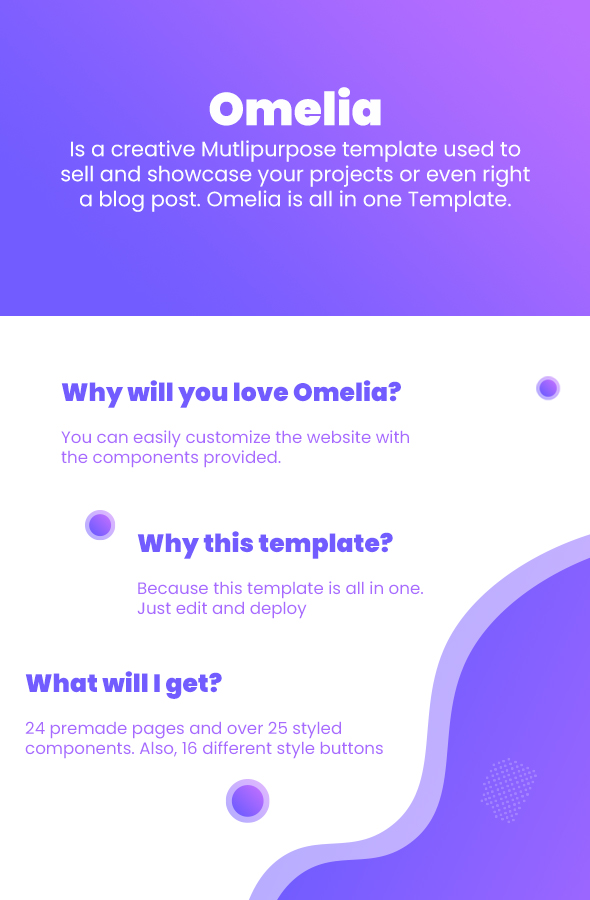 Omelia
Is a creative Mutlipurpose template used to
sell and showcase your projects or even right
a blog post. Omelia is all in one Template.
Why will you love Omelia?
You can easily customize the website with
the components provided.
Why this template?
Because this template is all in one.
Just edit and deploy
What will I get?
24 premade pages and over 25 styled
components. Also, 16 different style buttons